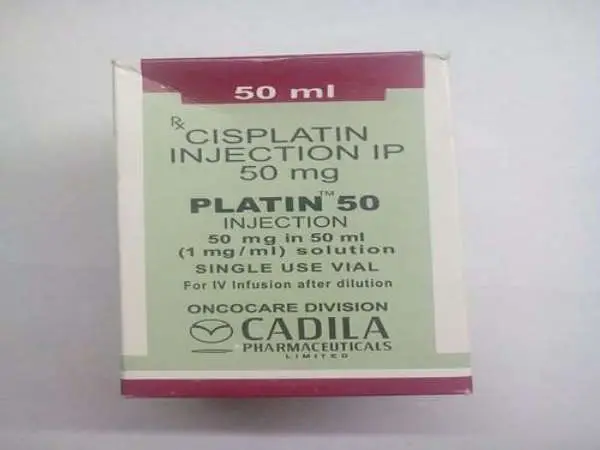 50 ml
Rx CISPLATIN
INJECTION IP
50 mg
PLATIN™ 50
INJECTION
50 mg in 50 ml
(1 mg/ml) solution
SINGLE USE VIAL
For IV Infusion after dilution
ONCOCARE DIVISION
CADILA
PHARMACEUTICALS
LIMITED